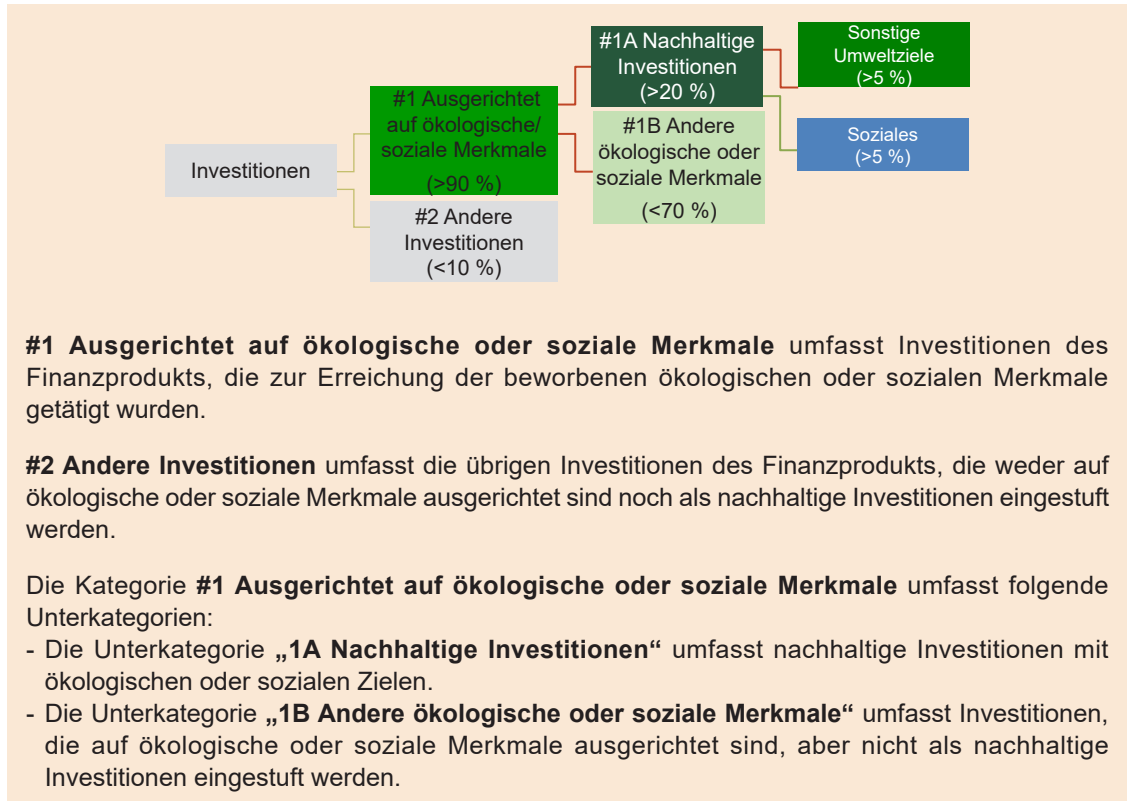 Investitionen
#1 Ausgerichtet
auf ökologische/
soziale Merkmale
(>90 %)
#2 Andere
Investitionen
(<10 %)
#1A Nachhaltige
Investitionen
(>20 %)
#1B Andere
ökologische oder
soziale Merkmale
(<70 %)
Sonstige
Umweltziele
(>5 %)
Soziales
(>5 %)
#1 Ausgerichtet auf ökologische oder soziale Merkmale umfasst Investitionen des
Finanzprodukts, die zur Erreichung der beworbenen ökologischen oder sozialen Merkmale
getätigt wurden.
#2 Andere Investitionen umfasst die übrigen Investitionen des Finanzprodukts, die weder auf
ökologische oder soziale Merkmale ausgerichtet sind noch als nachhaltige Investitionen eingestuft
werden.
Die Kategorie #1 Ausgerichtet auf ökologische oder soziale Merkmale umfasst folgende
Unterkategorien:
- Die Unterkategorie „1A Nachhaltige Investitionen“ umfasst nachhaltige Investitionen mit
ökologischen oder sozialen Zielen.
- Die Unterkategorie „1B Andere ökologische oder soziale Merkmale“ umfasst Investitionen,
die auf ökologische oder soziale Merkmale ausgerichtet sind, aber nicht als nachhaltige
Investitionen eingestuft werden.